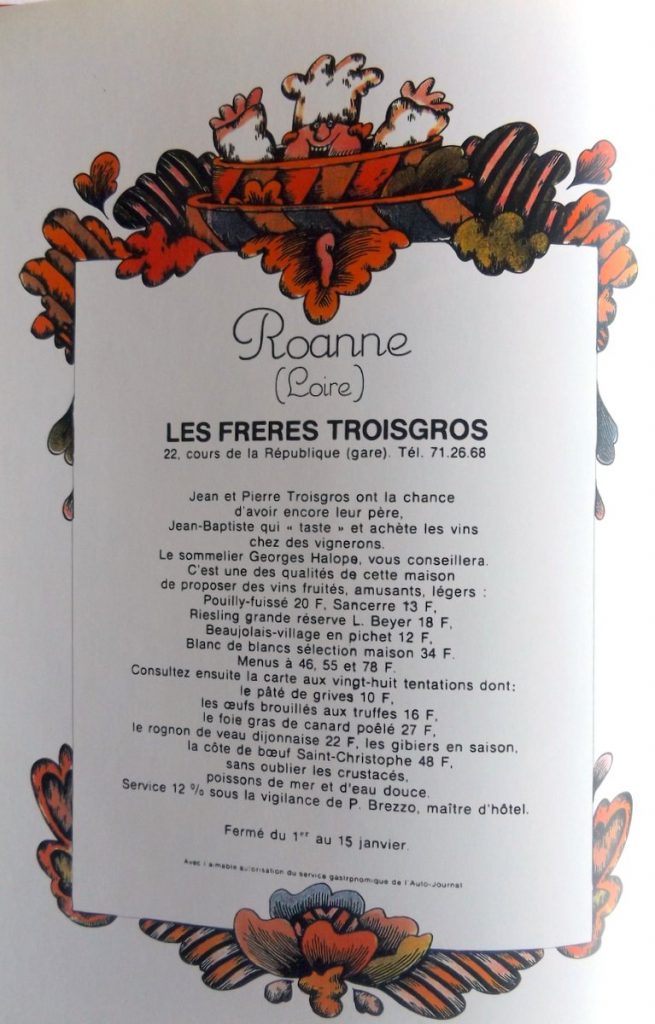 Roanne
(Loire)
LES FRERES TROISGROS
22, cours de la République (gare). Tél. 71.26.68
Jean et Pierre Troisgros ont la chance
d'avoir encore leur père,
Jean-Baptiste qui « taste » et achète les vins
chez des vignerons.
Le sommelier Georges Halope, vous conseillera.
C'est une des qualités de cette maison
de proposer des vins fruités, amusants, légers :
Pouilly-fuissé 20 F, Sancerre 13 F,
Riesling grande réserve L. Beyer 18 F,
Beaujolais-village en pichet 12 F,
Blanc de blancs sélection maison 34 F.
Menus à 46, 55 et 78 F.
Consultez ensuite la carte aux vingt-huit tentations dont:
le pâté de grives 10 F,
les œufs brouillés aux truffes 16 F,
le foie gras de canard poêlé 27 F,
le rognon de veau dijonnaise 22 F, les gibiers en saison,
la côte de bœuf Saint-Christophe 48 F,
sans oublier les crustacés,
poissons de mer et d'eau douce.
Service 12 % sous la vigilance de P. Brezzo, maître d'hôtel.
Fermé du 1er au 15 janvier.
Avec l'aimable autorisation du service gastrpnomique de l'Auto-Journal